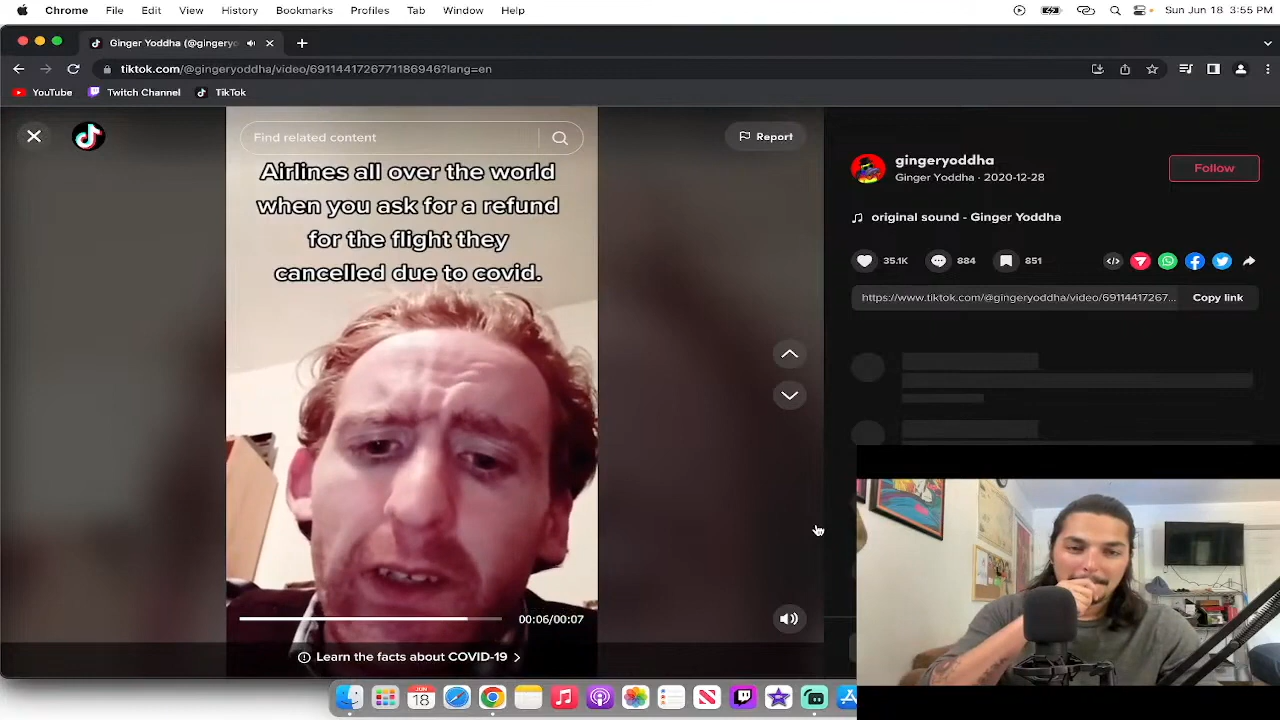 Chrome File Edit View History Bookmarks Profiles Tab Window Help Sun Jun 18 3:55 PM
Ginger Yoddha (@gingeryo
tiktok.com/@gingeryoddha/video/6911441726771186946?lang=en
YouTube Twitch Channel TikTok
Find related content
Report
Airlines all over the world
when you ask for a refund
for the flight they
cancelled due to covid.
00:06/00:07
Learn the facts about COVID-19
gingeryoddha
Ginger Yoddha · 2020-12-28
Follow
original sound - Ginger Yoddha
35.1K 884 851
https://www.tiktok.com/@gingeryoddha/video/69114417267... Copy link
JUN
18